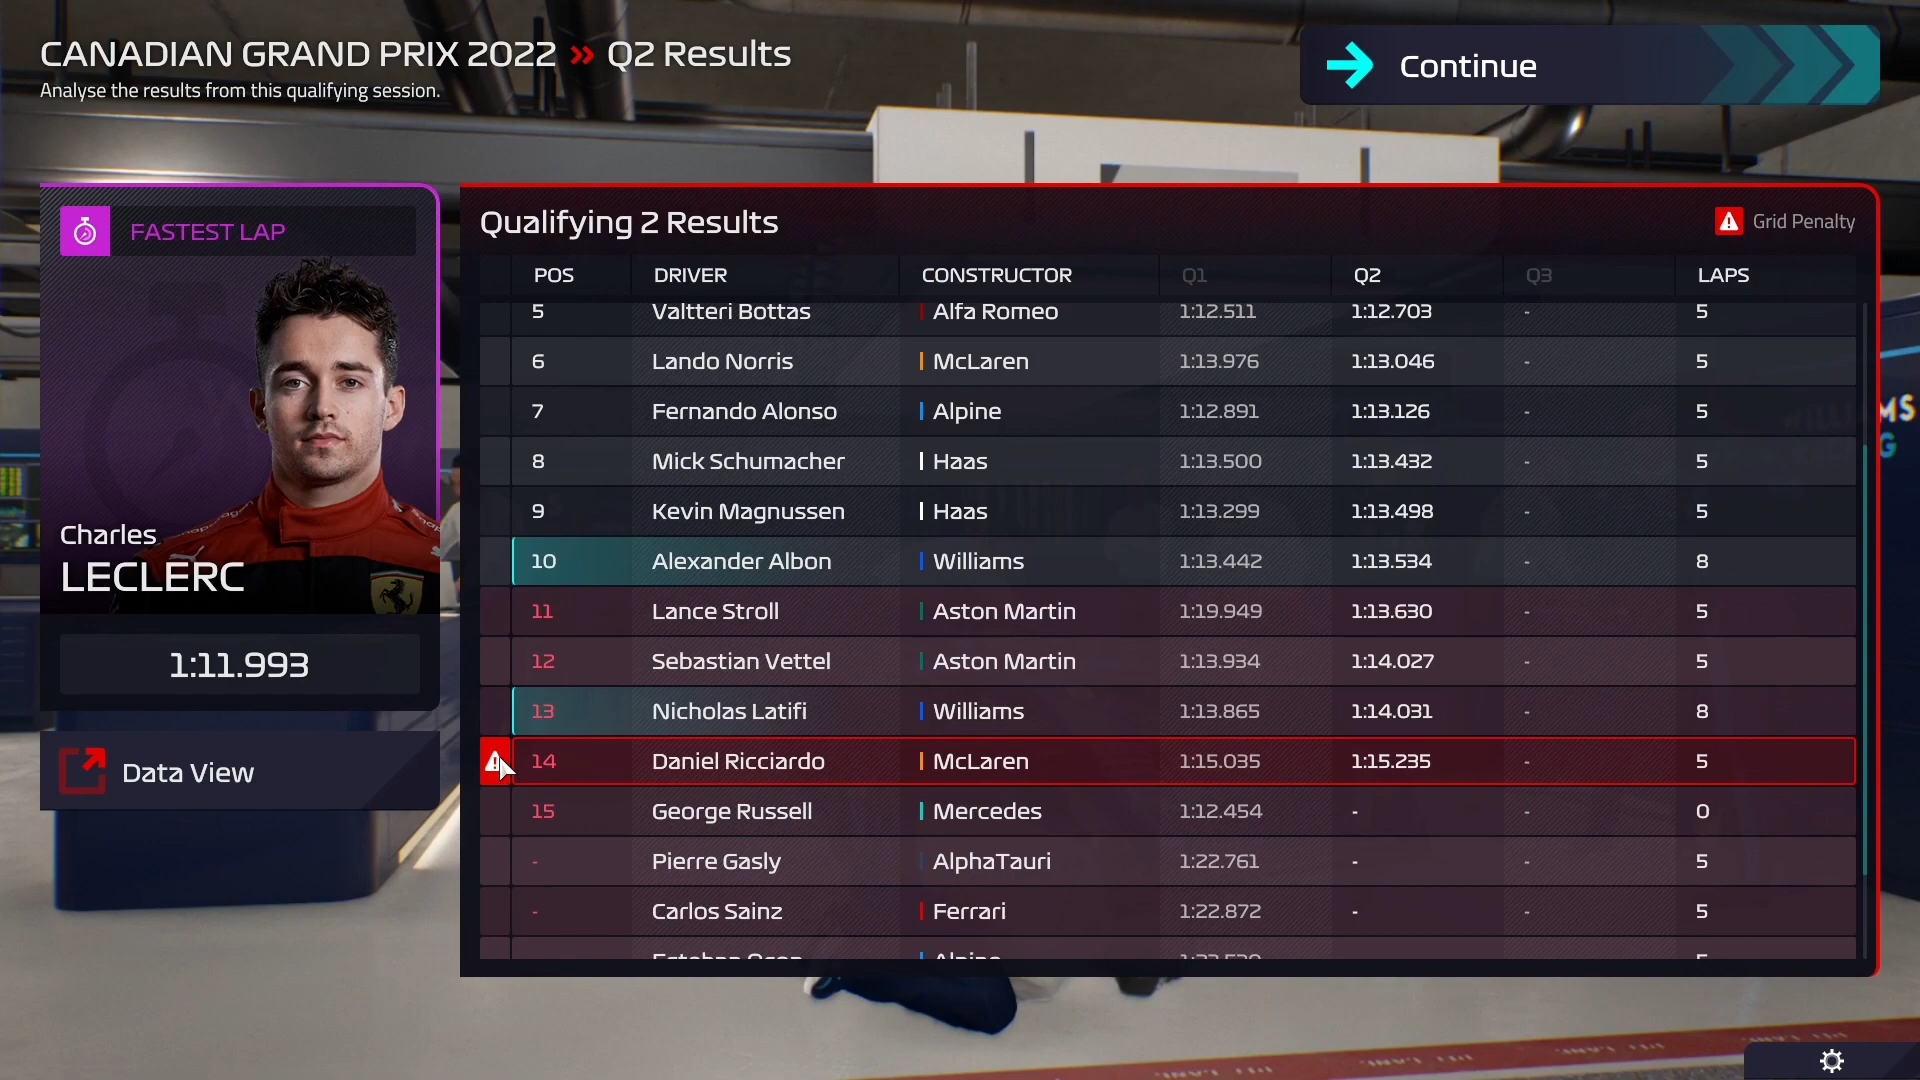 CANADIAN GRAND PRIX 2022 » Q2 Results
Analyse the results from this qualifying session.
Continue
FASTEST LAP
Charles
LECLERC
1:11.993
Data View
Qualifying 2 Results
Grid Penalty
POS DRIVER CONSTRUCTOR Q1 Q2 Q3 LAPS
5 Valtteri Bottas Alfa Romeo 1:12.511 1:12.703 - 5
6 Lando Norris McLaren 1:13.976 1:13.046 - 5
7 Fernando Alonso Alpine 1:12.891 1:13.126 - 5
8 Mick Schumacher Haas 1:13.500 1:13.432 - 5
9 Kevin Magnussen Haas 1:13.299 1:13.498 - 5
10 Alexander Albon Williams 1:13.442 1:13.534 - 8
11 Lance Stroll Aston Martin 1:19.949 1:13.630 - 5
12 Sebastian Vettel Aston Martin 1:13.934 1:14.027 - 5
13 Nicholas Latifi Williams 1:13.865 1:14.031 - 8
14 Daniel Ricciardo McLaren 1:15.035 1:15.235 - 5
15 George Russell Mercedes 1:12.454 - - 0
- Pierre Gasly AlphaTauri 1:22.761 - - 5
- Carlos Sainz Ferrari 1:22.872 - - 5